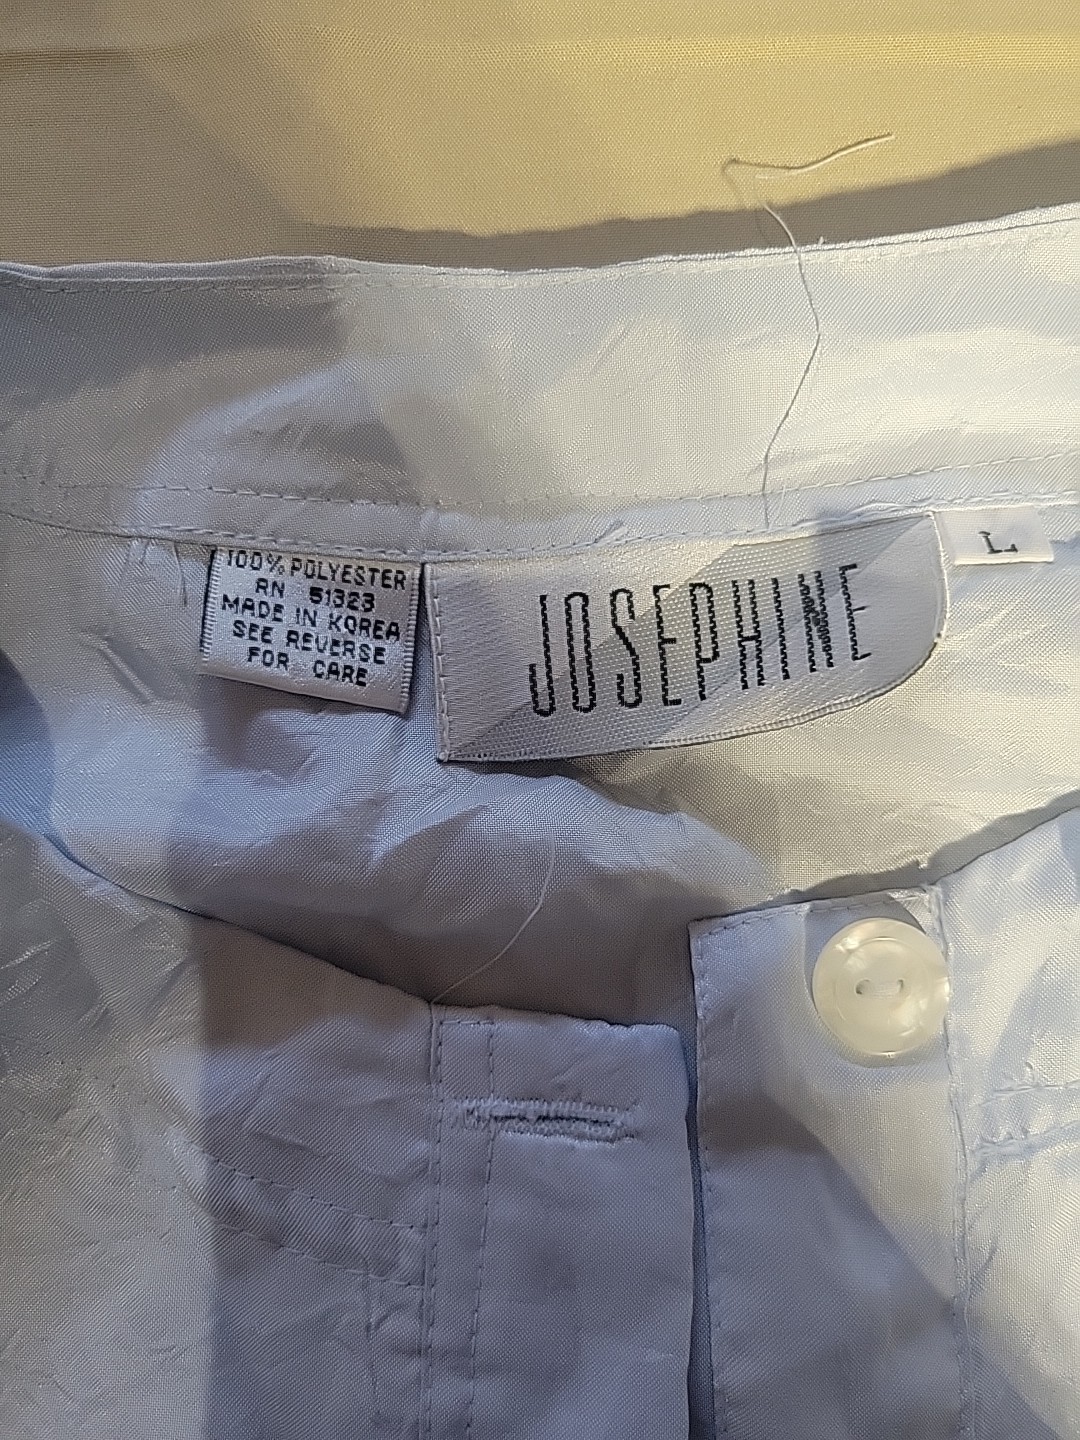 100% POLYESTER
RN 51323
MADE IN KOREA
SEE REVERSE
FOR CARE
JOSEPHINE
L